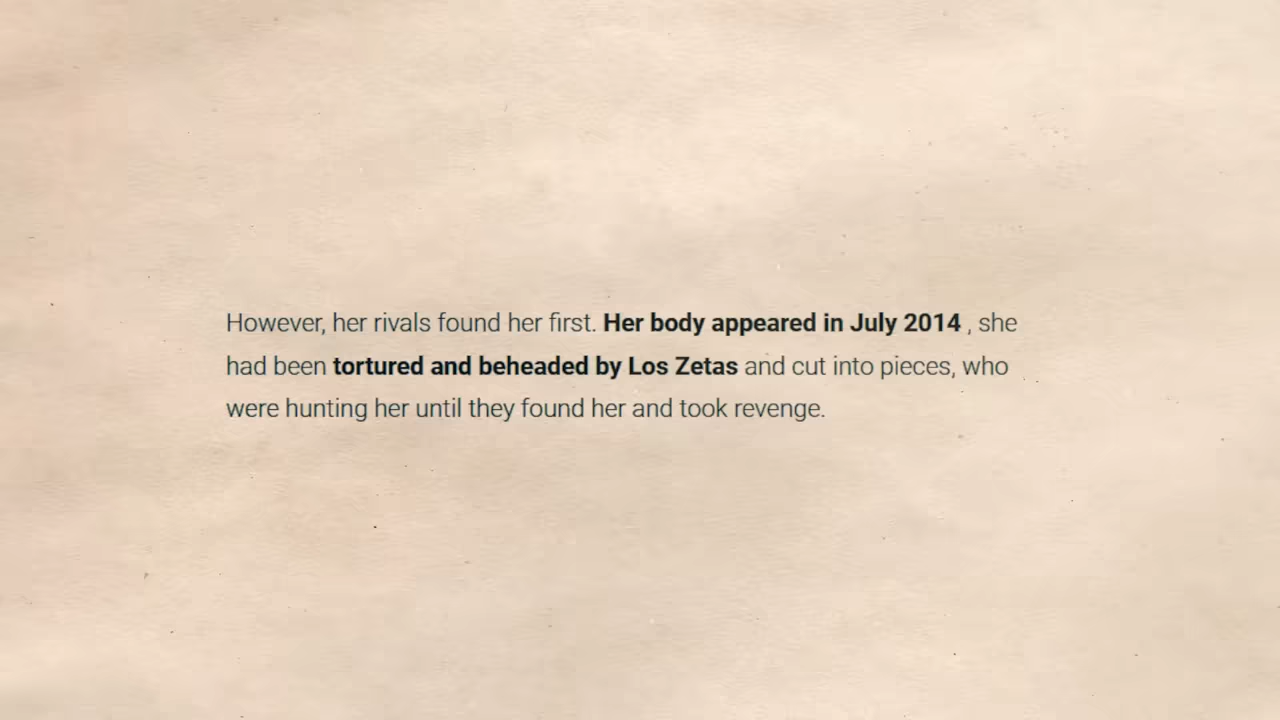 However, her rivals found her first. Her body appeared in July 2014 , she
had been tortured and beheaded by Los Zetas and cut into pieces, who
were hunting her until they found her and took revenge.